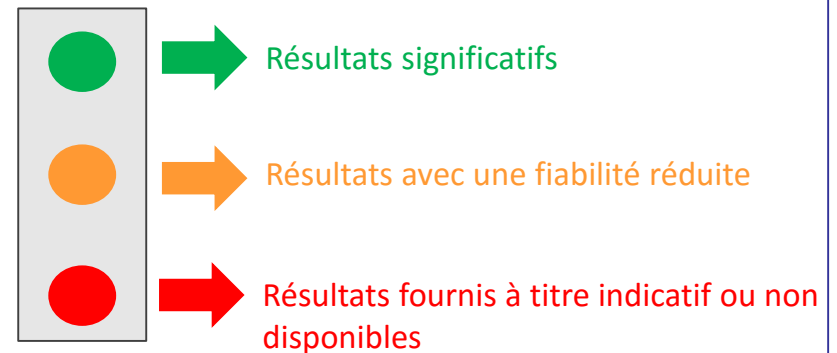 Résultats significatifs
Résultats avec une fiabilité réduite
Résultats fournis à titre indicatif ou non
disponibles